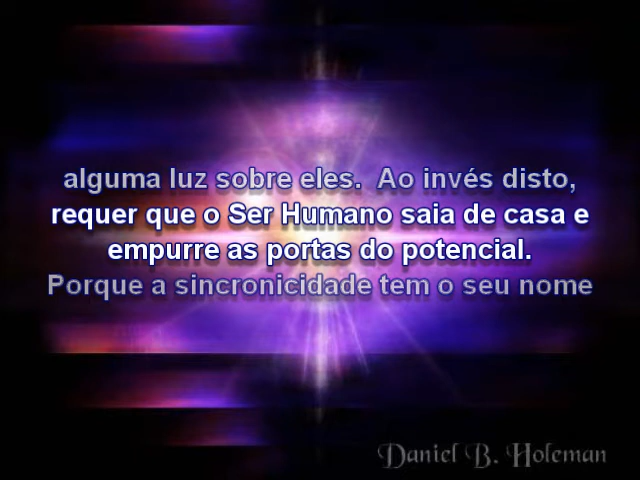 alguma luz sobre eles.  Ao invés disto,
requer que o Ser Humano saia de casa e
empurre as portas do potencial.
Porque a sincronicidade tem o seu nome
Daniel B. Holeman